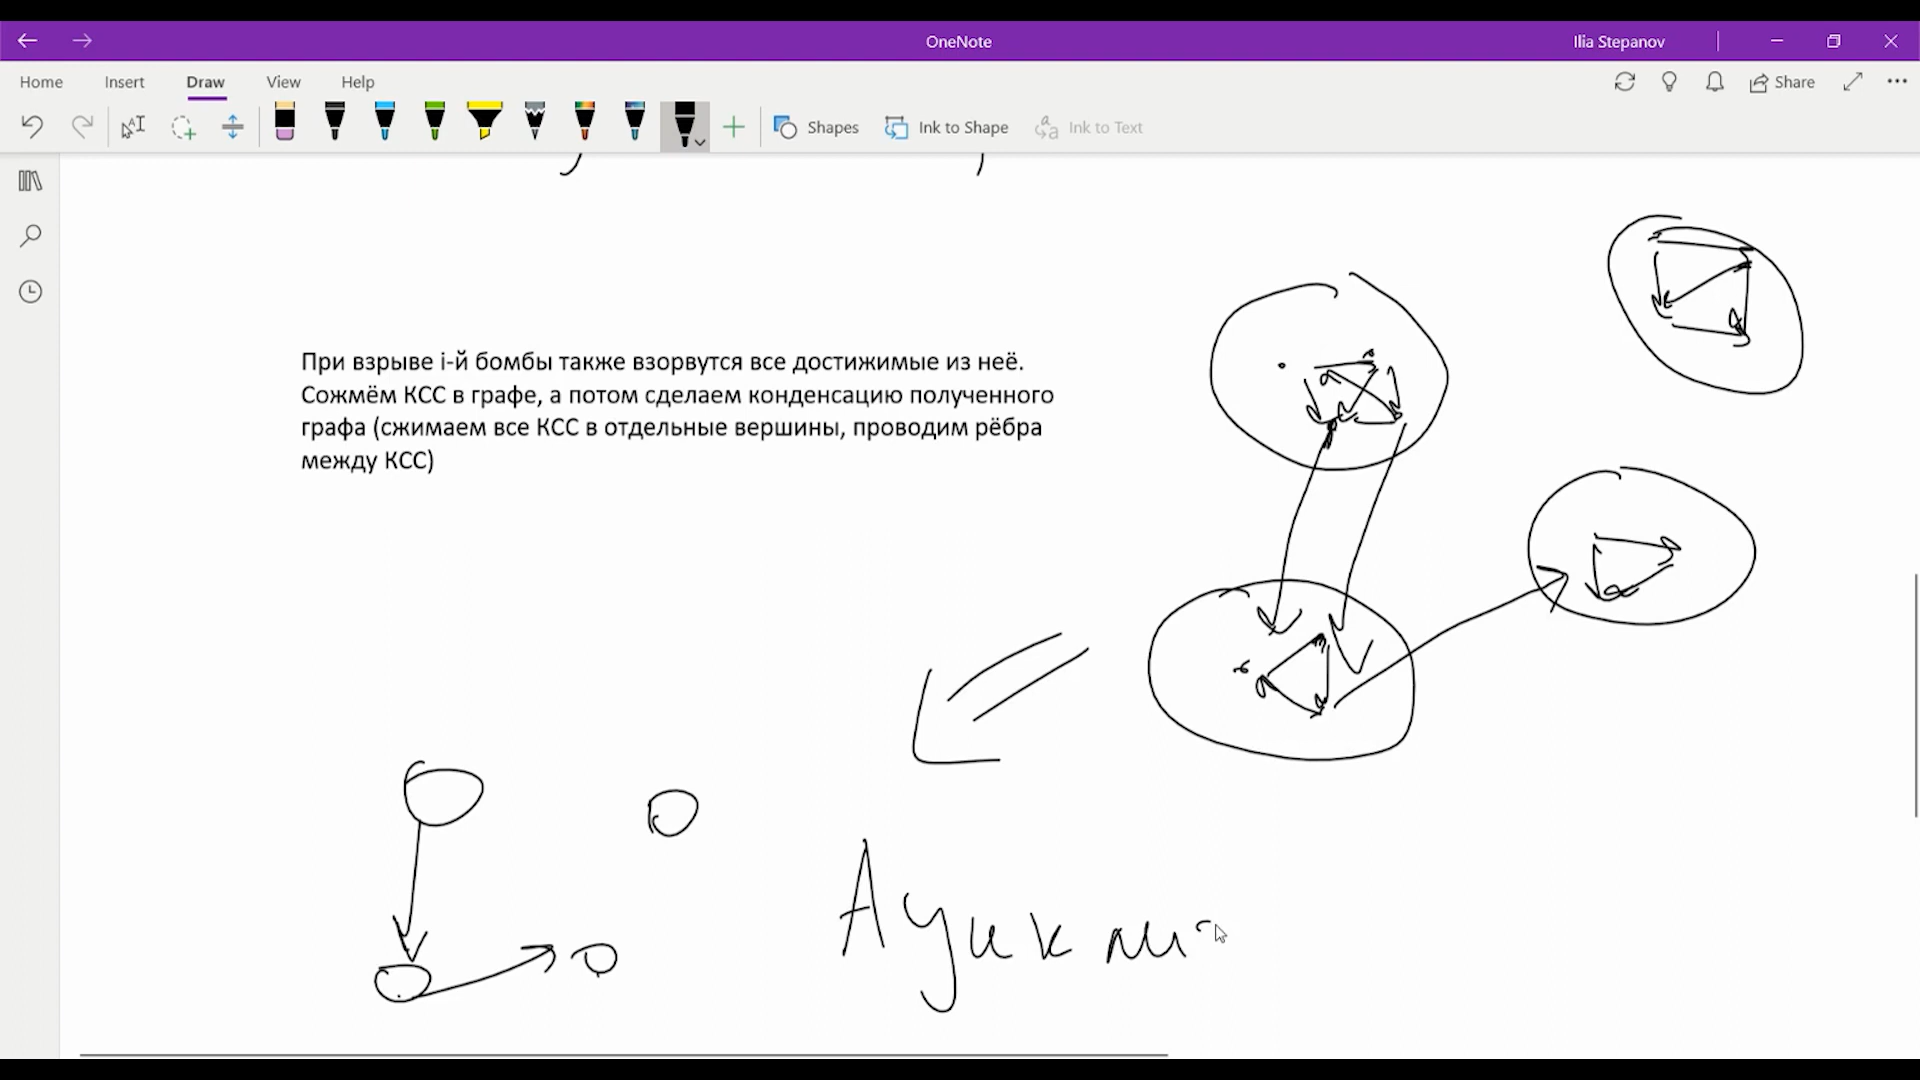 OneNote
Ilia Stepanov
Home Insert Draw View Help
Share
Shapes
Ink to Shape
Ink to Text
При взрыве i-й бомбы также взорвутся все достижимые из неё.
Сожмём КСС в графе, а потом сделаем конденсацию полученного
графа (сжимаем все КСС в отдельные вершины, проводим рёбра
между КСС)